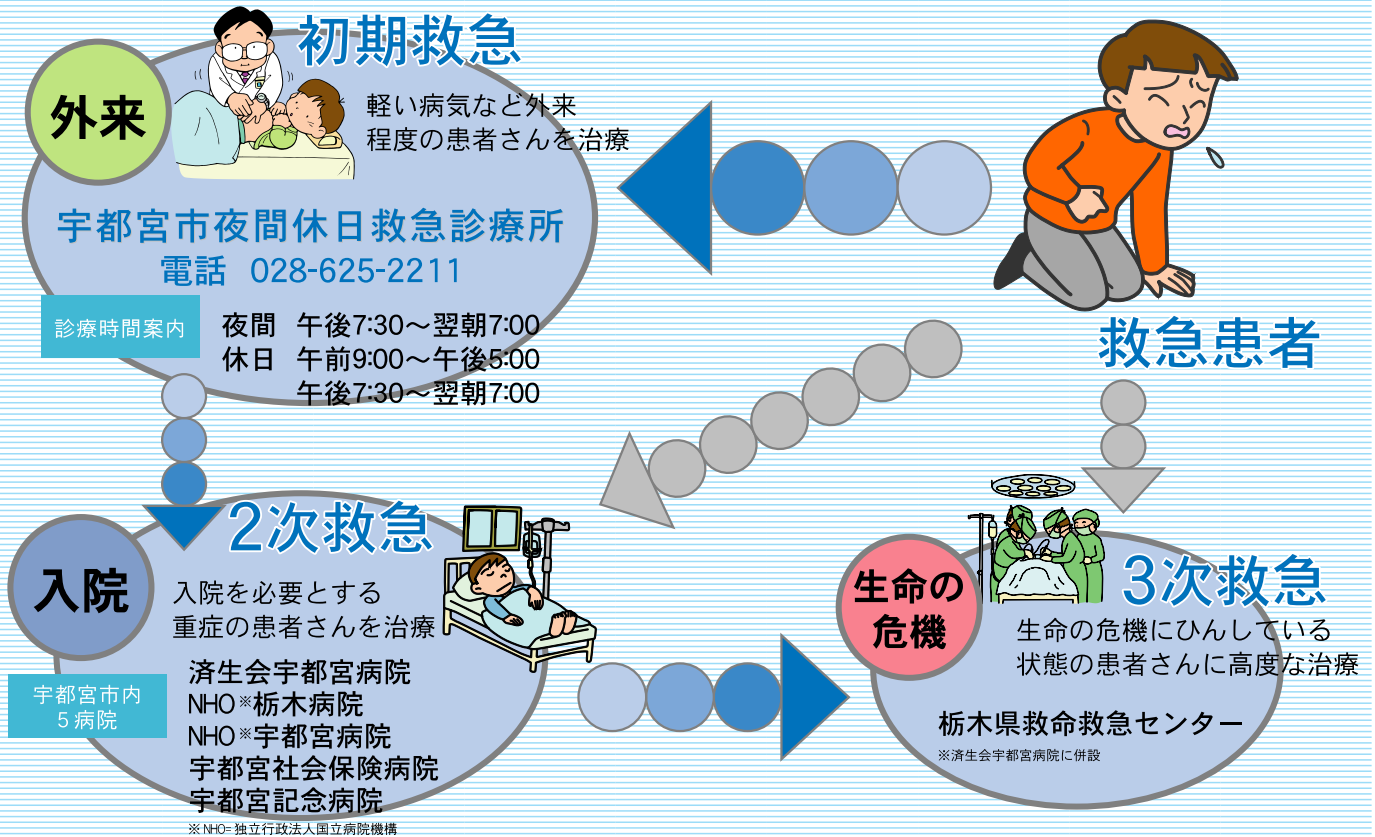 初期救急
外来
軽い病気など外来
程度の患者さんを治療
宇都宮市夜間休日救急診療所
電話 028-625-2211
診療時間案内
夜間 午後7:30〜翌朝7:00
休日 午前9:00〜午後5:00
午後7:30〜翌朝7:00
救急患者
2次救急
入院
入院を必要とする
重症の患者さんを治療
宇都宮市内
5病院
済生会宇都宮病院
NHO※栃木病院
NHO※宇都宮病院
宇都宮社会保険病院
宇都宮記念病院
※NHO=独立行政法人国立病院機構
3次救急
生命の
危機
生命の危機にひんしている
状態の患者さんに高度な治療
栃木県救命救急センター
※済生会宇都宮病院に併設